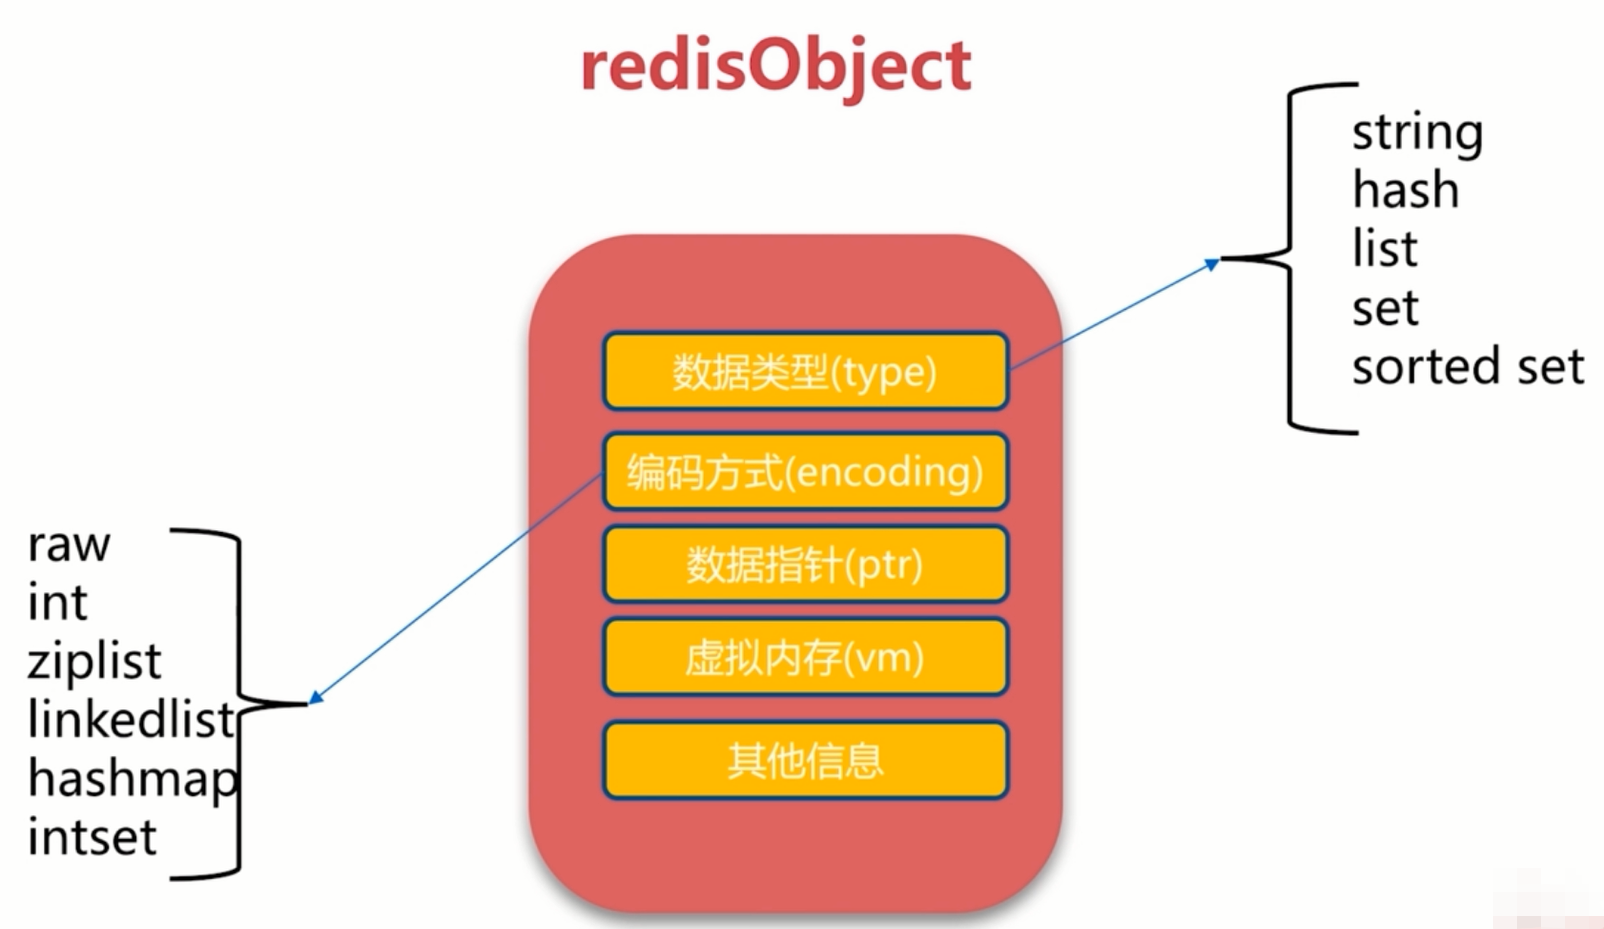 redisObject
string
hash
list
set
sorted set
数据类型(type)
编码方式(encoding)
数据指针(ptr)
虚拟内存(vm)
其他信息
raw
int
ziplist
linkedlist
hashmap
intset